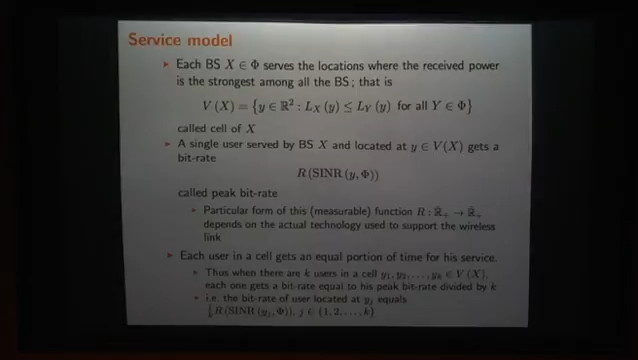 Service model
Each BS X ∈ Φ serves the locations where the received power
is the strongest among all the BS; that is
V (X) = {y ∈ ℝ² : L_X (y) ≤ L_Y (y) for all Y ∈ Φ}
called cell of X
A single user served by BS X and located at y ∈ V(X) gets a
bit-rate
R (SINR (y, Φ))
called peak bit-rate
Particular form of this (measurable) function R : ℝ̄₊ → ℝ̄₊
depends on the actual technology used to support the wireless
link
Each user in a cell gets an equal portion of time for his service.
Thus when there are k users in a cell y₁, y₂, . . . , yₖ ∈ V (X),
each one gets a bit-rate equal to his peak bit-rate divided by k
i.e. the bit-rate of user located at yⱼ equals
1/k R (SINR (yⱼ, Φ)), j ∈ {1, 2, . . . , k}